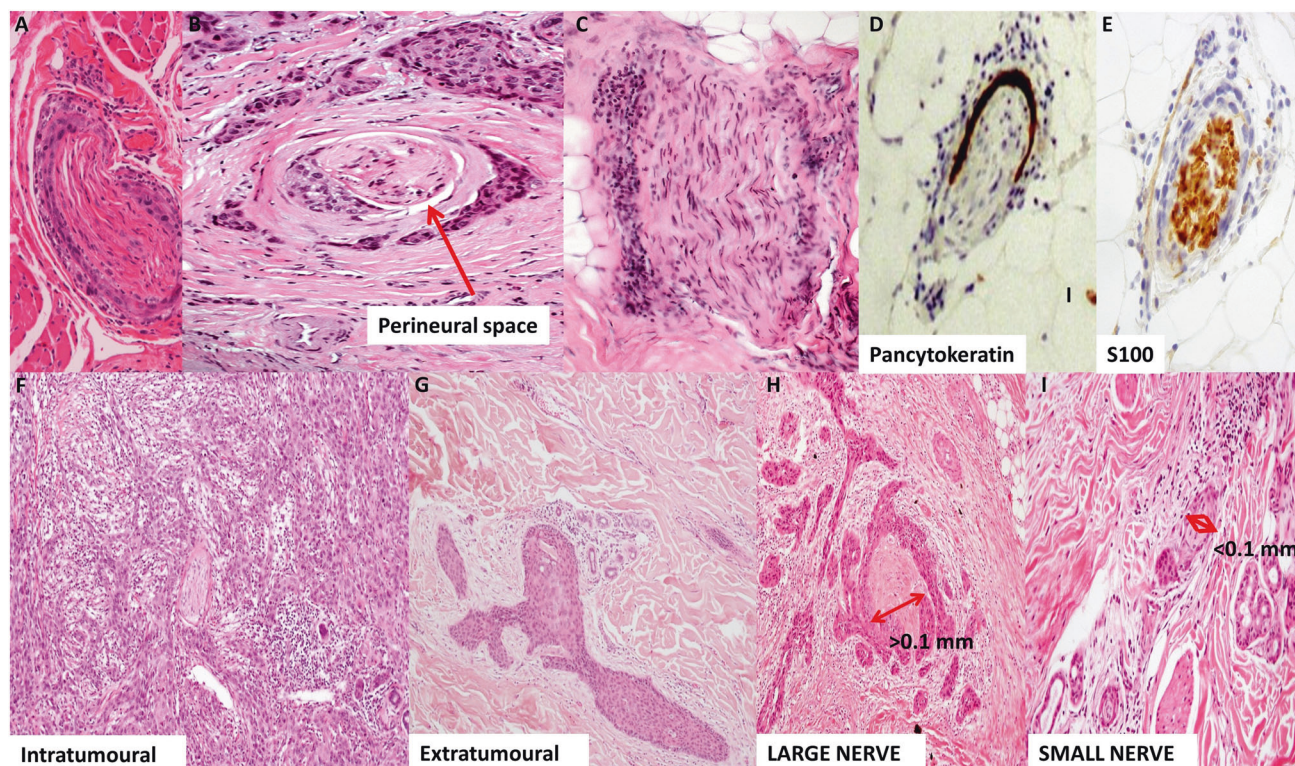 A
B
C
D
E
Perineural space
Pancytokeratin
S100
F
G
H
I
>0.1 mm
<0.1 mm
Intratumoural
Extratumoural
LARGE NERVE
SMALL NERVE